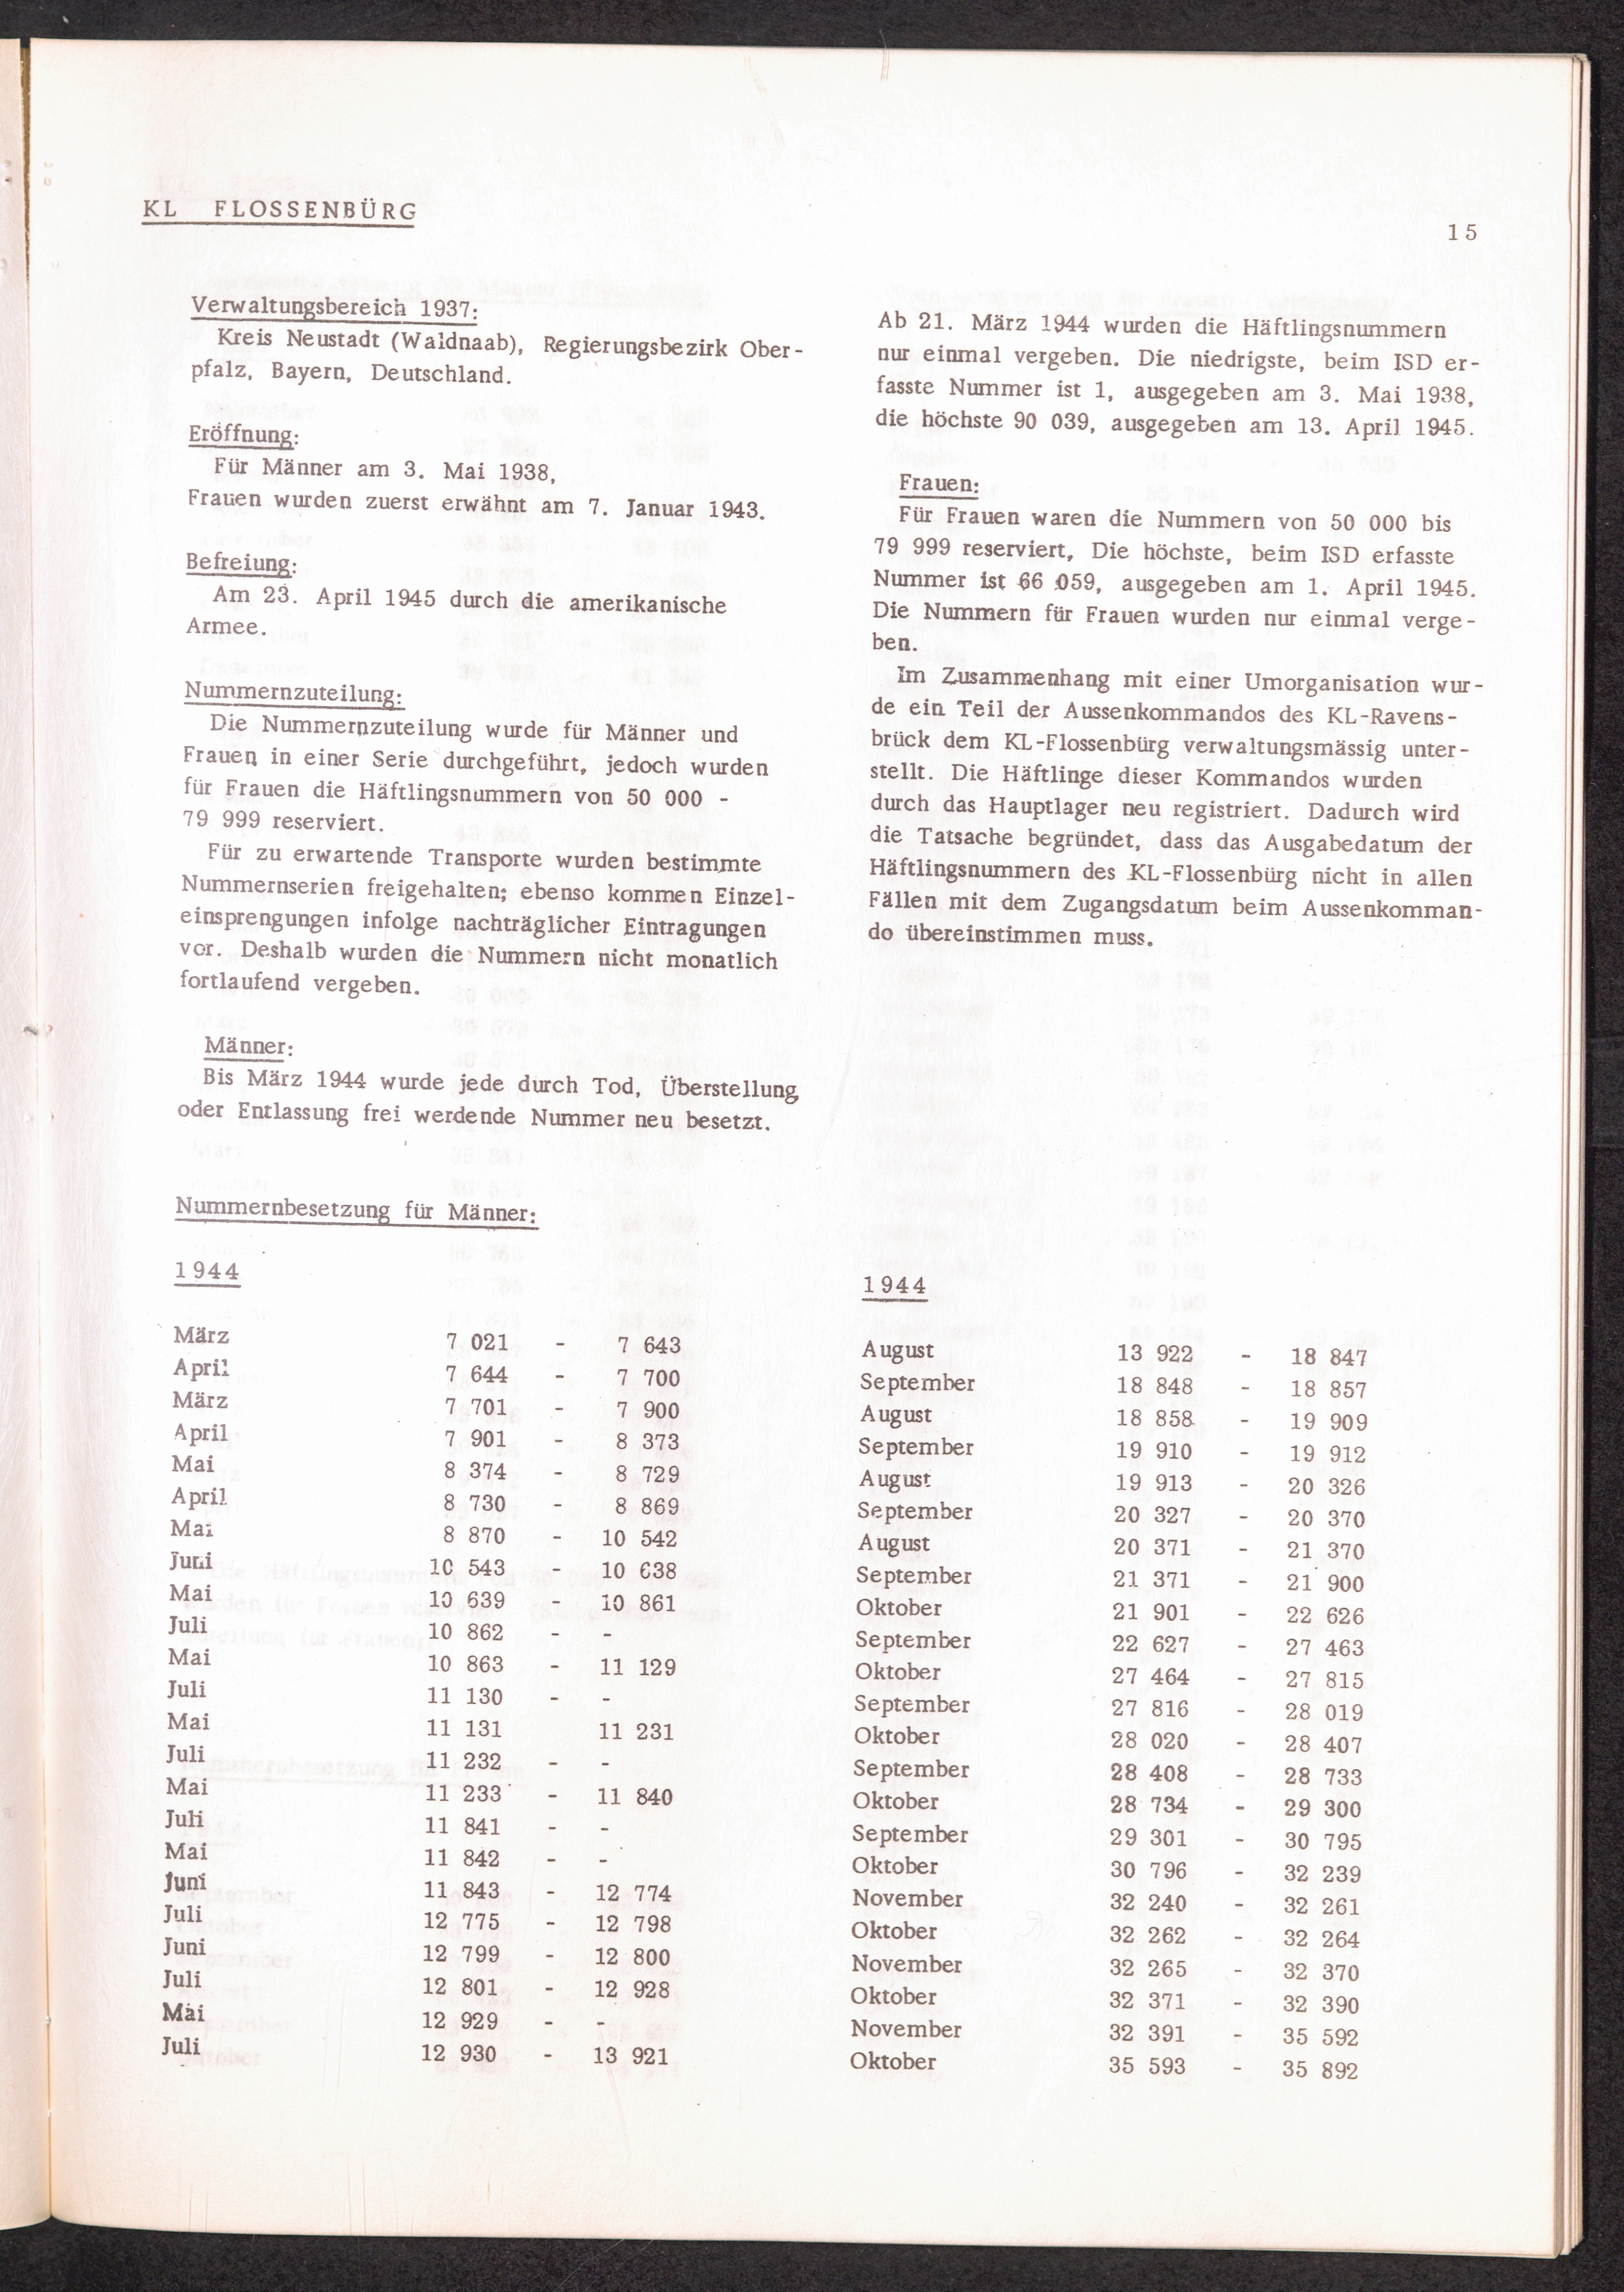 KL FLOSSENBÜRG
15
Verwaltungsbereich 1937:
Kreis Neustadt (Waldnaab), Regierungsbezirk Ober-
pfalz, Bayern, Deutschland.
Eröffnung:
Für Männer am 3. Mai 1938,
Frauen wurden zuerst erwähnt am 7. Januar 1943.
Befreiung:
Am 23. April 1945 durch die amerikanische
Armee.
Nummernzuteilung:
Die Nummernzuteilung wurde für Männer und
Frauen in einer Serie durchgeführt, jedoch wurden
für Frauen die Häftlingsnummern von 50 000 -
79 999 reserviert.
Für zu erwartende Transporte wurden bestimmte
Nummernserien freigehalten; ebenso kommen Einzel-
einsprengungen infolge nachträglicher Eintragungen
vor. Deshalb wurden die Nummern nicht monatlich
fortlaufend vergeben.
Männer:
Bis März 1944 wurde jede durch Tod, Überstellung
oder Entlassung frei werdende Nummer neu besetzt.
Ab 21. März 1944 wurden die Häftlingsnummern
nur einmal vergeben. Die niedrigste, beim ISD er-
fasste Nummer ist 1, ausgegeben am 3. Mai 1938,
die höchste 90 039, ausgegeben am 13. April 1945.
Frauen:
Für Frauen waren die Nummern von 50 000 bis
79 999 reserviert, Die höchste, beim ISD erfasste
Nummer ist 66 059, ausgegeben am 1. April 1945.
Die Nummern für Frauen wurden nur einmal verge-
ben.
Im Zusammenhang mit einer Umorganisation wur-
de ein Teil der Aussenkommandos des KL-Ravens-
brück dem KL-Flossenbürg verwaltungsmässig unter-
stellt. Die Häftlinge dieser Kommandos wurden
durch das Hauptlager neu registriert. Dadurch wird
die Tatsache begründet, dass das Ausgabedatum der
Häftlingsnummern des KL-Flossenbürg nicht in allen
Fällen mit dem Zugangsdatum beim Aussenkomman-
do übereinstimmen muss.
Nummernbesetzung für Männer:
1944
März 7 021 - 7 643
April 7 644 - 7 700
März 7 701 - 7 900
April 7 901 - 8 373
Mai 8 374 - 8 729
April 8 730 - 8 869
Mai 8 870 - 10 542
Juni 10 543 - 10 638
Mai 10 639 - 10 861
Juli 10 862 - -
Mai 10 863 - 11 129
Juli 11 130 - -
Mai 11 131 11 231
Juli 11 232 - -
Mai 11 233 - 11 840
Juli 11 841 - -
Mai 11 842 - -
Juni 11 843 - 12 774
Juli 12 775 - 12 798
Juni 12 799 - 12 800
Juli 12 801 - 12 928
Mai 12 929 - -
Juli 12 930 - 13 921
1944
August 13 922 - 18 847
September 18 848 - 18 857
August 18 858 - 19 909
September 19 910 - 19 912
August 19 913 - 20 326
September 20 327 - 20 370
August 20 371 - 21 370
September 21 371 - 21 900
Oktober 21 901 - 22 626
September 22 627 - 27 463
Oktober 27 464 - 27 815
September 27 816 - 28 019
Oktober 28 020 - 28 407
September 28 408 - 28 733
Oktober 28 734 - 29 300
September 29 301 - 30 795
Oktober 30 796 - 32 239
November 32 240 - 32 261
Oktober 32 262 - 32 264
November 32 265 - 32 370
Oktober 32 371 - 32 390
November 32 391 - 35 592
Oktober 35 593 - 35 892